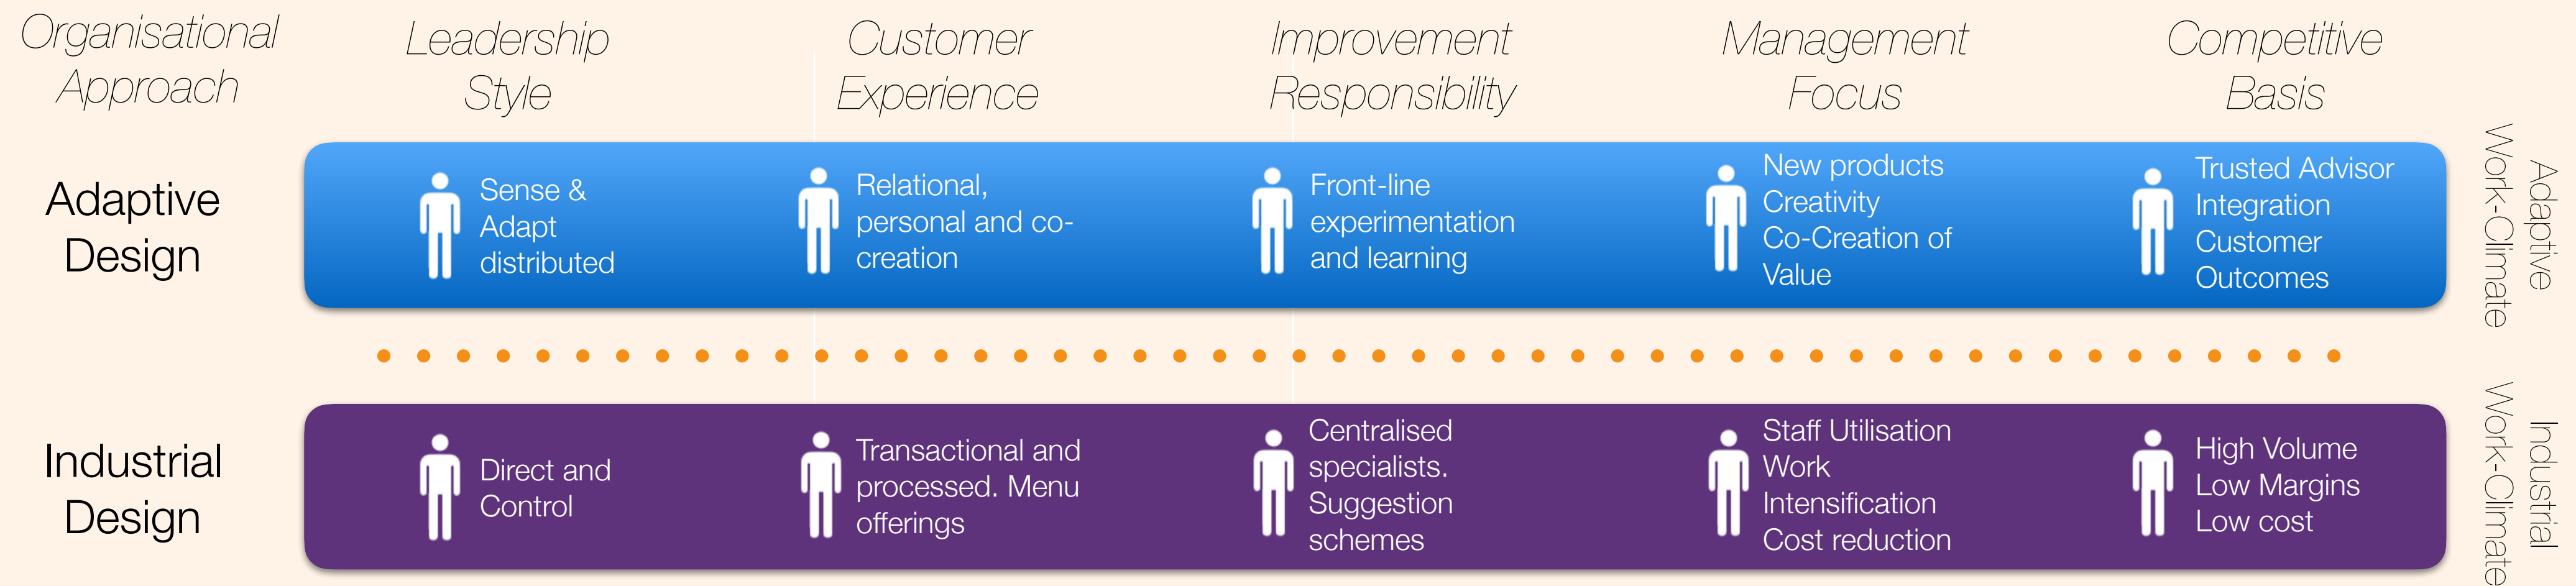 Organisational
Approach
Leadership
Style
Customer
Experience
Improvement
Responsibility
Management
Focus
Competitive
Basis
Adaptive
Design
Sense &
Adapt
distributed
Relational,
personal and co-
creation
Front-line
experimentation
and learning
New products
Creativity
Co-Creation of
Value
Trusted Advisor
Integration
Customer
Outcomes
Adaptive
Work-Climate
Industrial
Design
Direct and
Control
Transactional and
processed. Menu
offerings
Centralised
specialists.
Suggestion
schemes
Staff Utilisation
Work
Intensification
Cost reduction
High Volume
Low Margins
Low cost
Industrial
Work-Climate